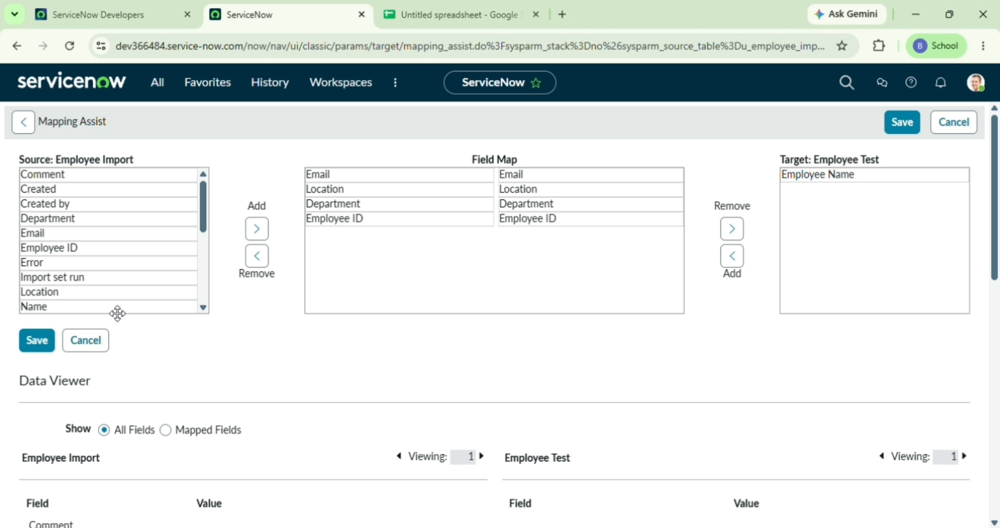 ServiceNow Developers
ServiceNow
Untitled spreadsheet - Google S
Ask Gemini
dev366484.service-now.com/now/nav/ui/classic/params/target/mapping_assist.do%3Fsysparm_stack%3Dno%26sysparm_source_table%3Du_employee_imp...
B School
servicenow
All
Favorites
History
Workspaces
ServiceNow
Mapping Assist
Save
Cancel
Source: Employee Import
Comment
Created
Created by
Department
Email
Employee ID
Error
Import set run
Location
Name
Add
Remove
Field Map
Email Email
Location Location
Department Department
Employee ID Employee ID
Remove
Add
Target: Employee Test
Employee Name
Save
Cancel
Data Viewer
Show All Fields Mapped Fields
Employee Import
Viewing: 1
Employee Test
Viewing: 1
Field Value
Field Value
Comment